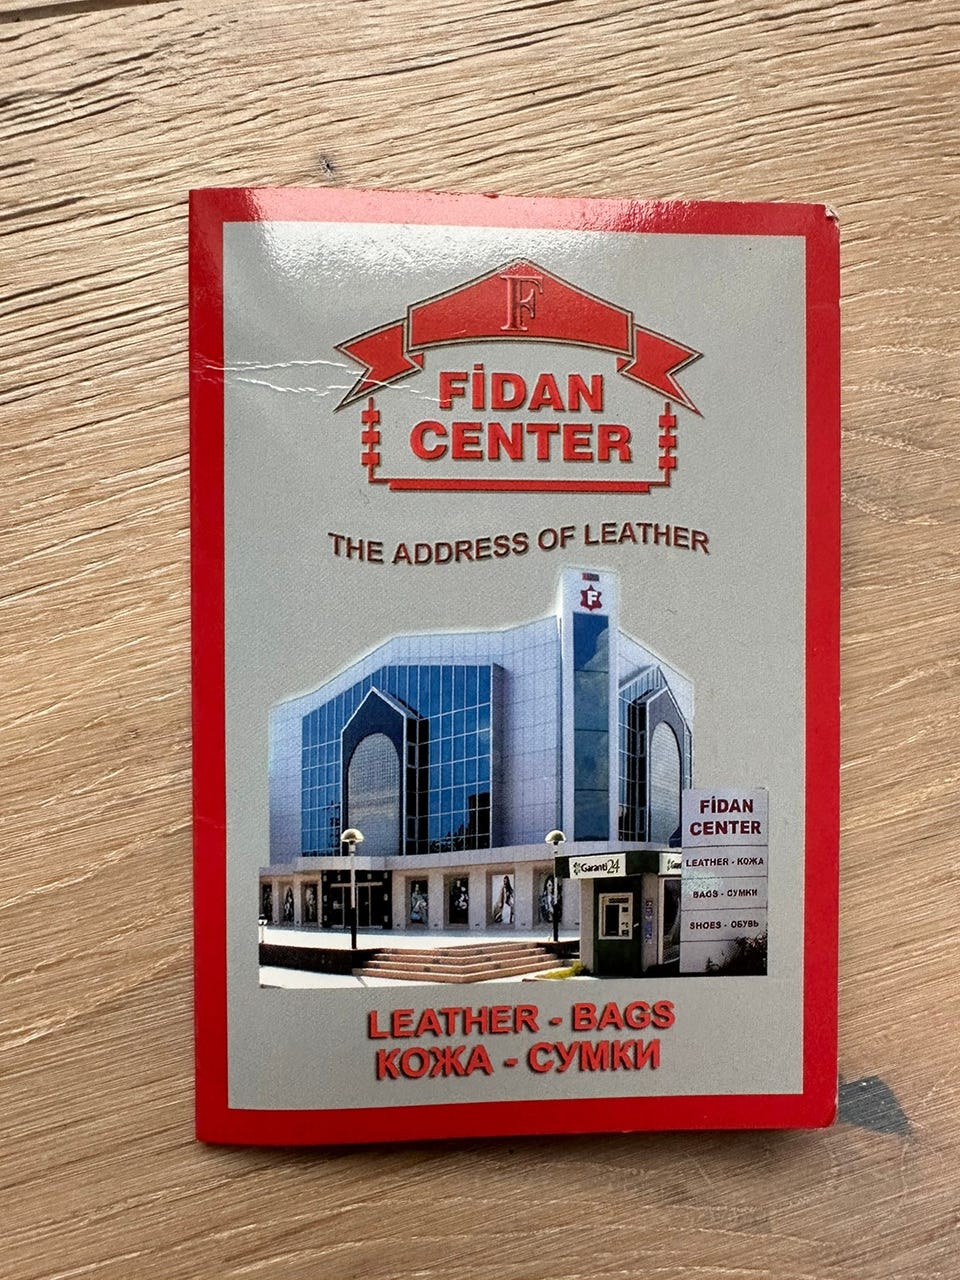 F
FİDAN
CENTER
THE ADDRESS OF LEATHER
F
Garanti24
Garanti
FİDAN
CENTER
LEATHER - КОЖА
BAGS - СУМКИ
SHOES - ОБУВЬ
LEATHER - BAGS
КОЖА - СУМКИ